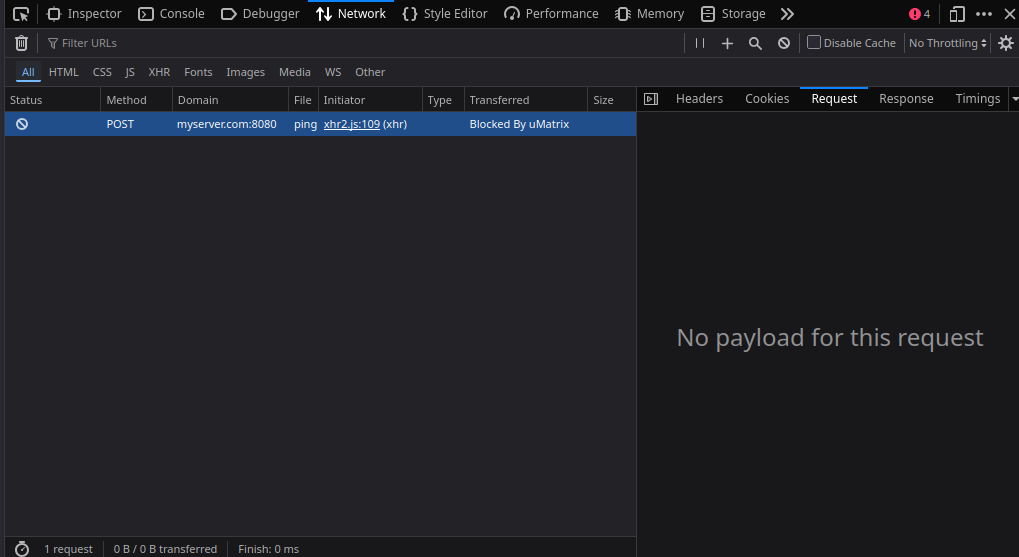 Inspector Console Debugger Network Style Editor Performance Memory Storage 4
Filter URLs Disable Cache No Throttling
All HTML CSS JS XHR Fonts Images Media WS Other
Status Method Domain File Initiator Type Transferred Size Headers Cookies Request Response Timings
POST myserver.com:8080 ping xhr2.js:109 (xhr) Blocked By uMatrix
No payload for this request
1 request 0 B / 0 B transferred Finish: 0 ms